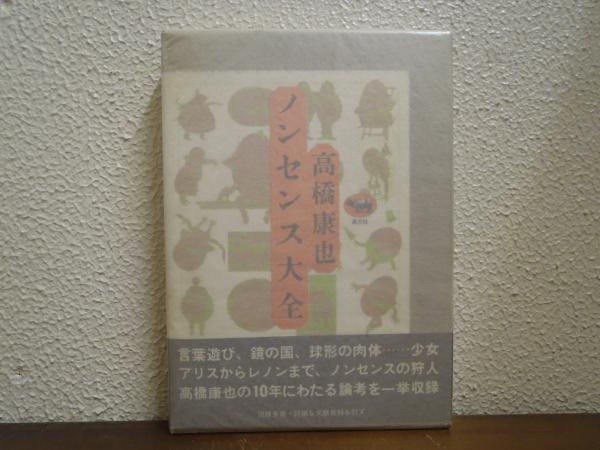 ノンセンス大全
高橋康也
晶文社
言葉遊び、鏡の国、球形の肉体……少女
アリスからレノンまで、ノンセンスの狩人
高橋康也の10年にわたる論考を一挙収録